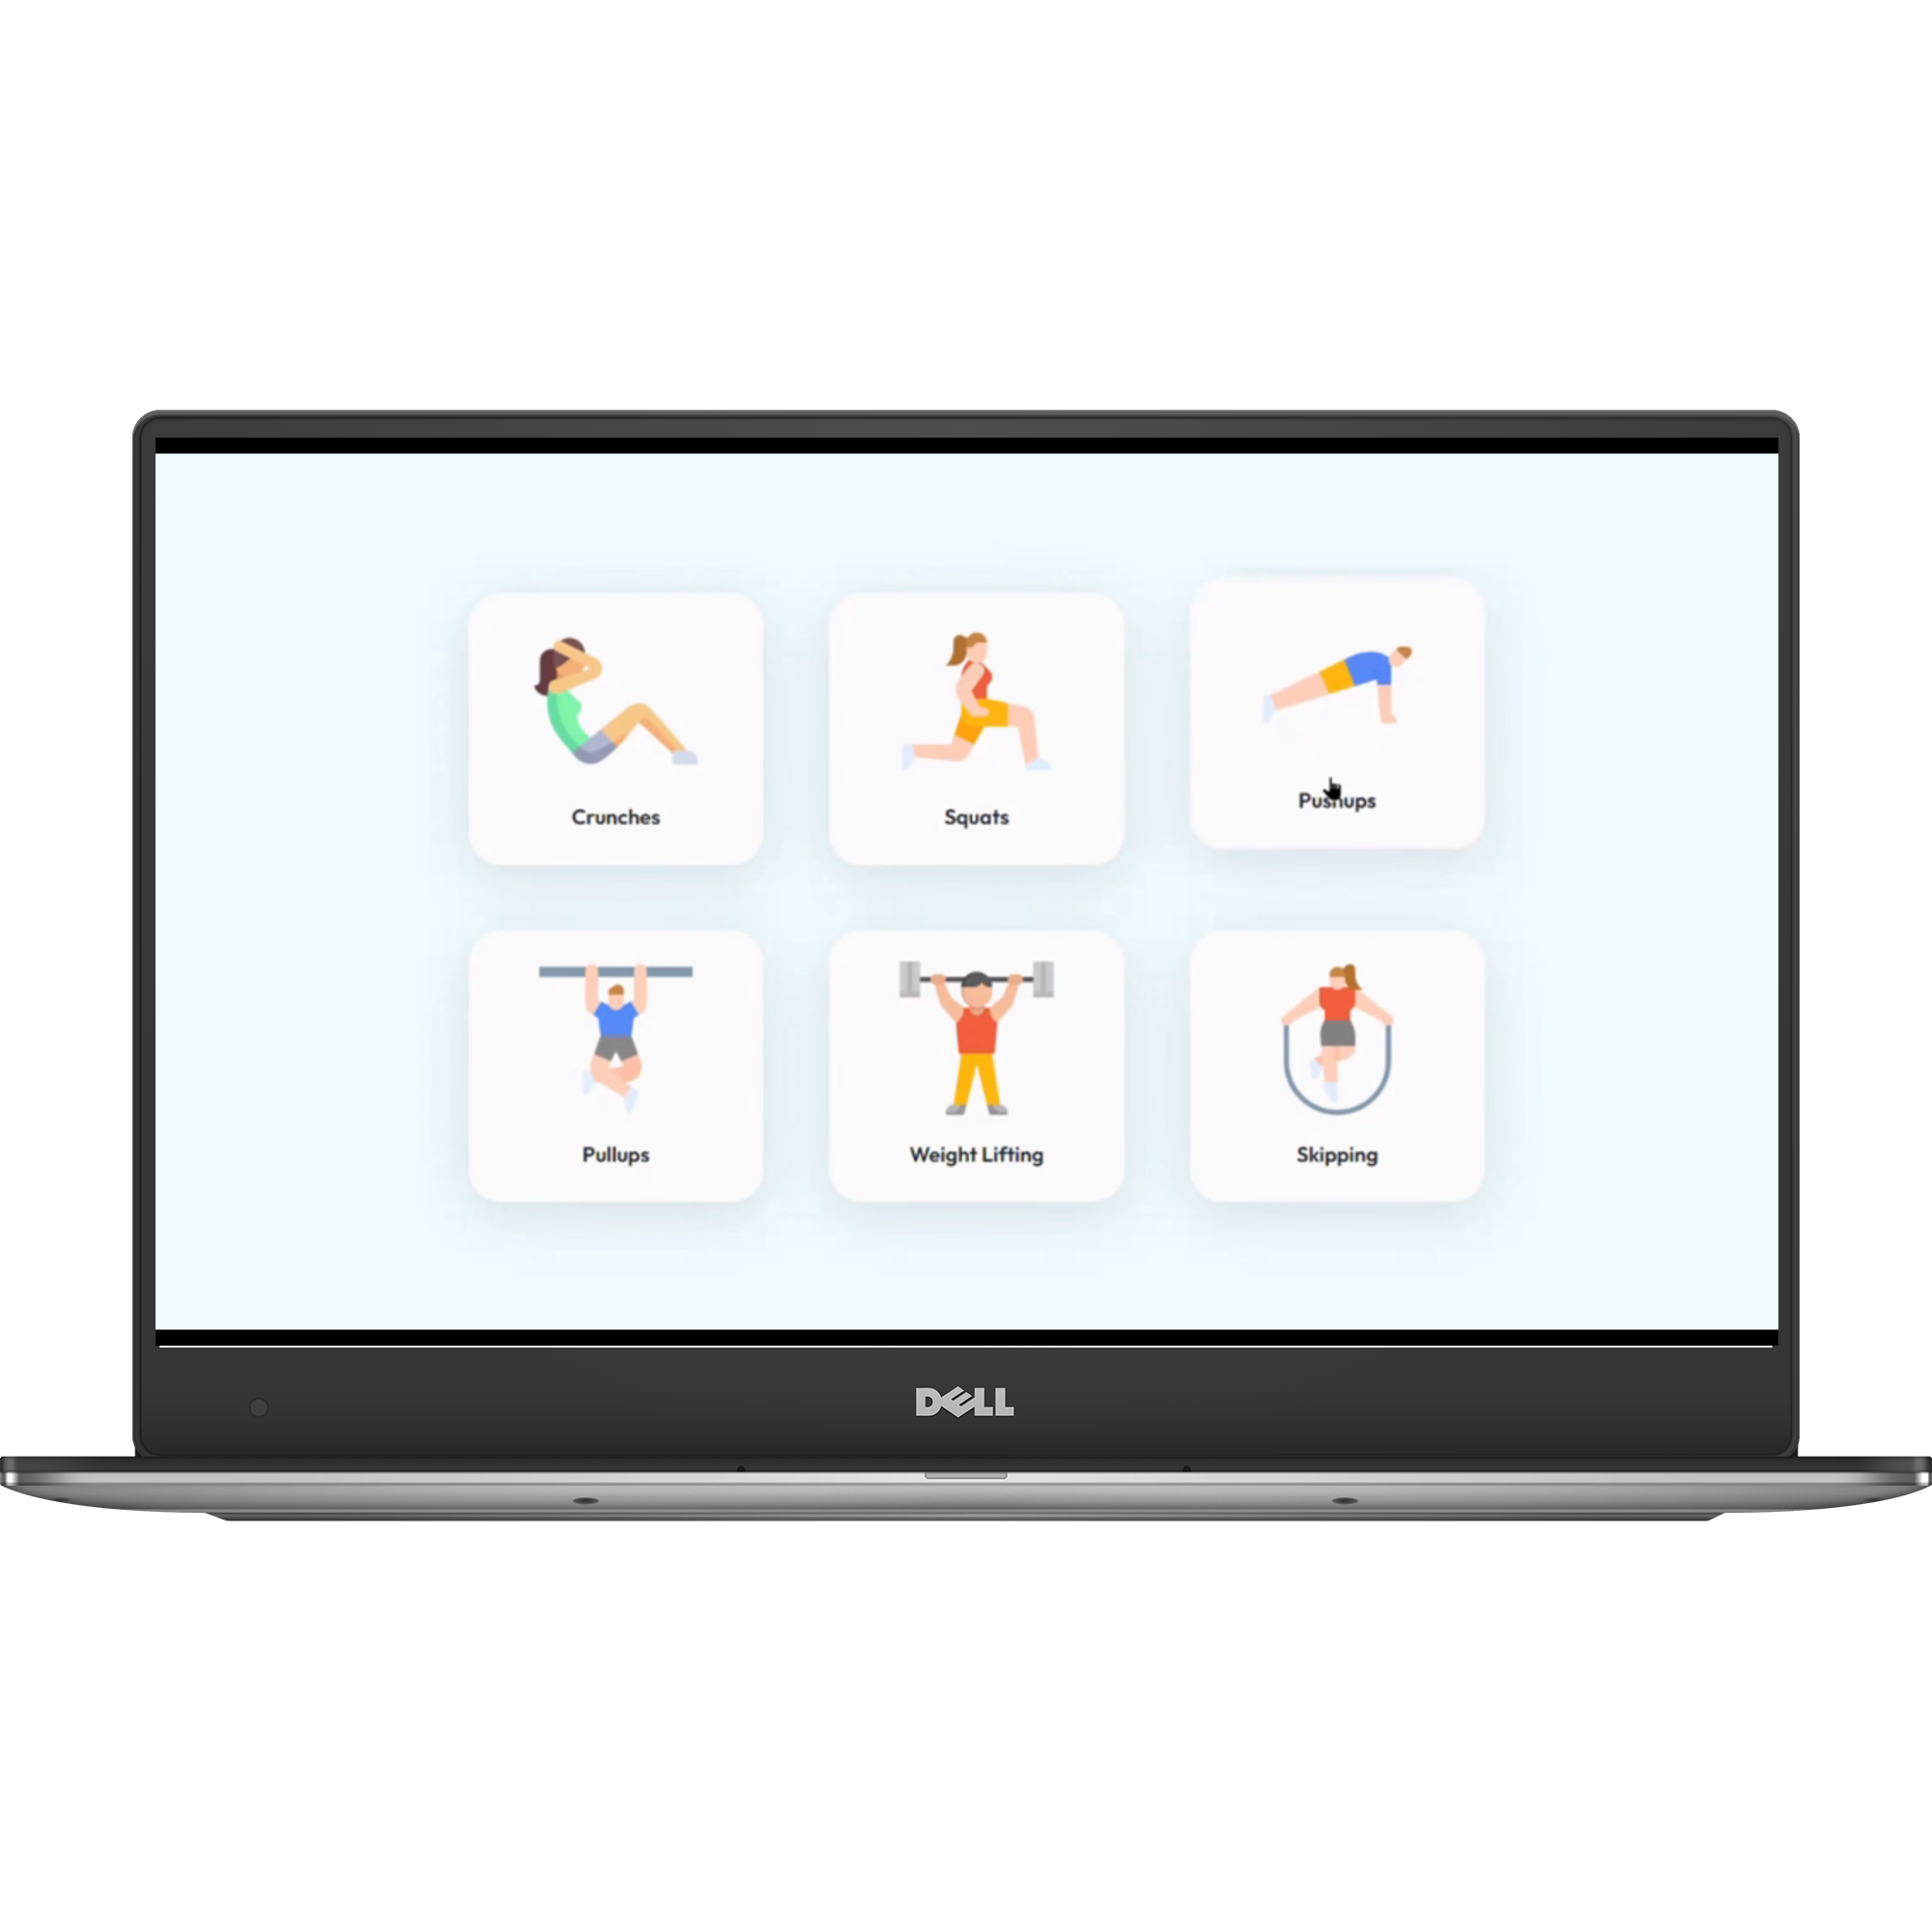 Crunches
Squats
Pushups
Pullups
Weight Lifting
Skipping
DELL